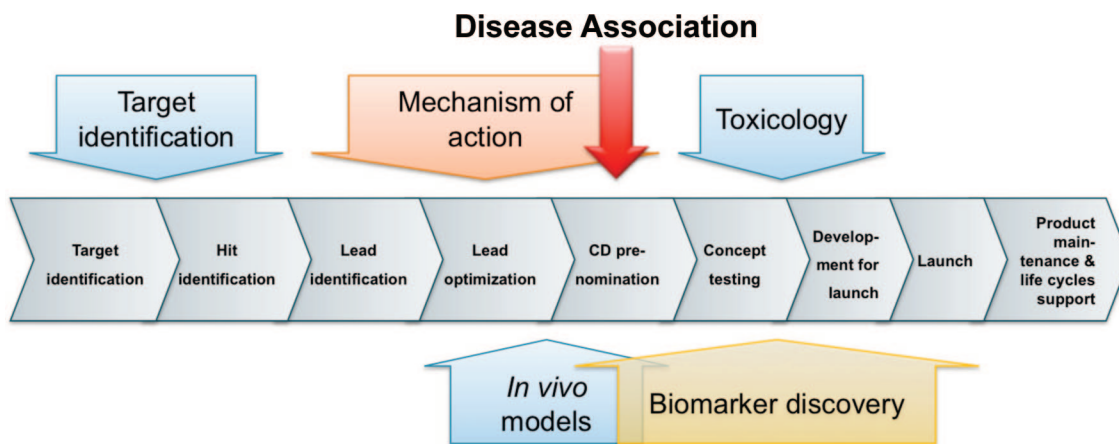 Disease Association
Target
identification
Mechanism of
action
Toxicology
Target
identification
Hit
identification
Lead
identification
Lead
optimization
CD pre-
nomination
Concept
testing
Develop-
ment for
launch
Launch
Product
main-
tenance &
life cycles
support
In vivo
models
Biomarker discovery